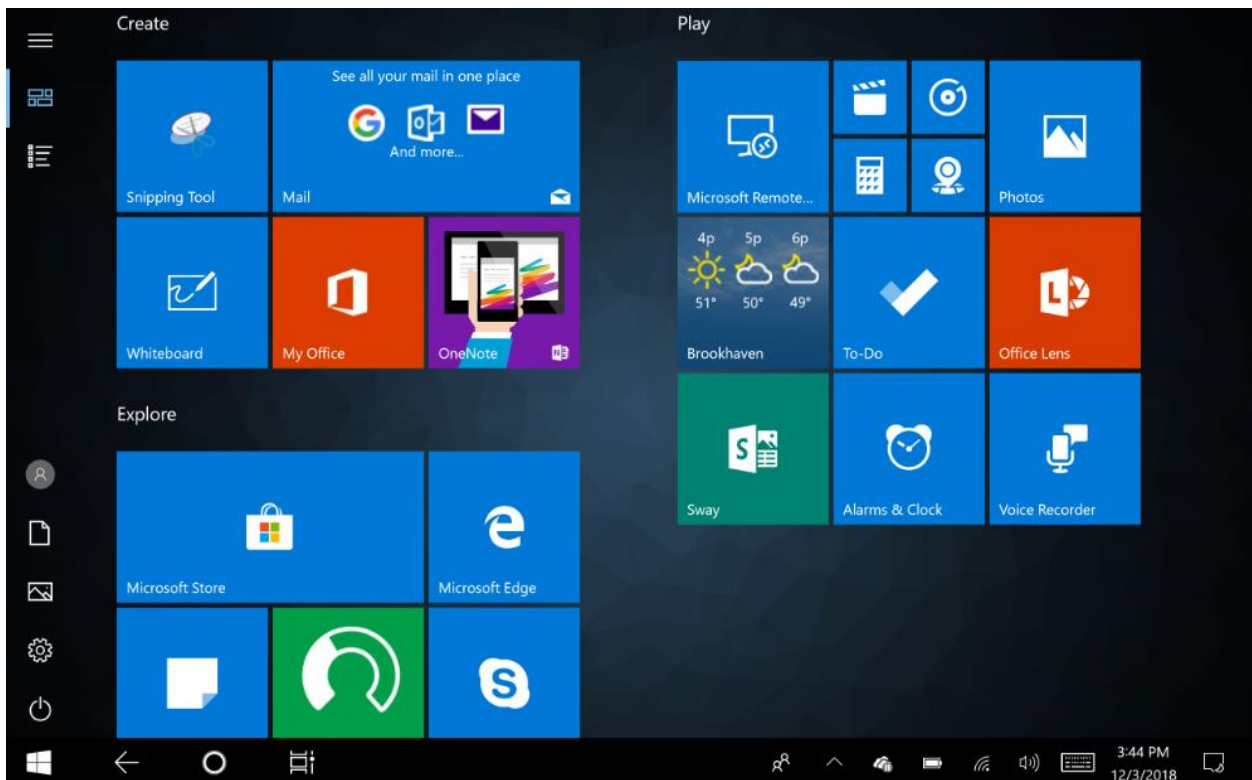 Create
See all your mail in one place
And more...
Snipping Tool
Mail
Whiteboard
My Office
OneNote
Explore
Microsoft Store
Microsoft Edge
Play
Microsoft Remote...
Photos
4p 5p 6p
51° 50° 49°
Brookhaven
To-Do
Office Lens
Sway
Alarms & Clock
Voice Recorder
3:44 PM
12/3/2018